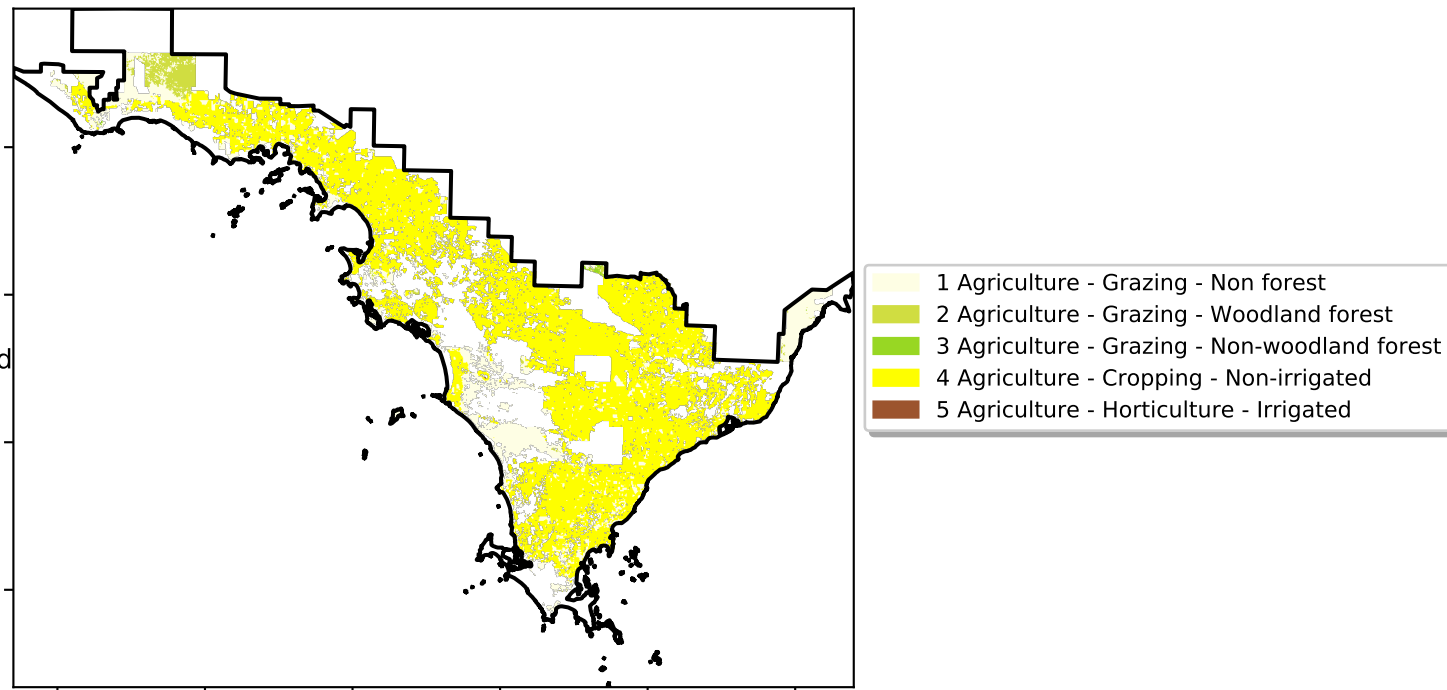 d
1 Agriculture - Grazing - Non forest
2 Agriculture - Grazing - Woodland forest
3 Agriculture - Grazing - Non-woodland forest
4 Agriculture - Cropping - Non-irrigated
5 Agriculture - Horticulture - Irrigated